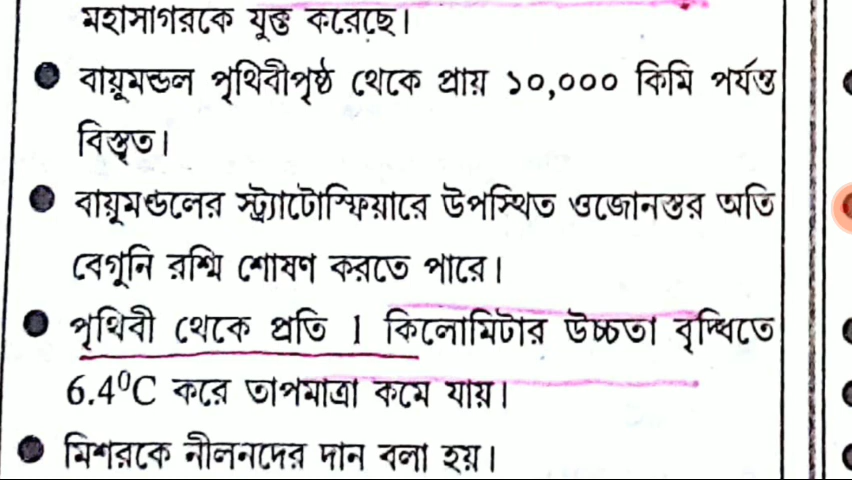 মহাসাগরকে যুক্ত করেছে।
বায়ুমন্ডল পৃথিবীপৃষ্ঠ থেকে প্রায় ১০,০০০ কিমি পর্যন্ত
বিস্তৃত।
বায়ুমণ্ডলের স্ট্র্যাটোস্ফিয়ারে উপস্থিত ওজোনস্তর অতি
বেগুনি রশ্মি শোষণ করতে পারে।
পৃথিবী থেকে প্রতি 1 কিলোমিটার উচ্চতা বৃদ্ধিতে
6.4⁰C করে তাপমাত্রা কমে যায়।
মিশরকে নীলনদের দান বলা হয়।